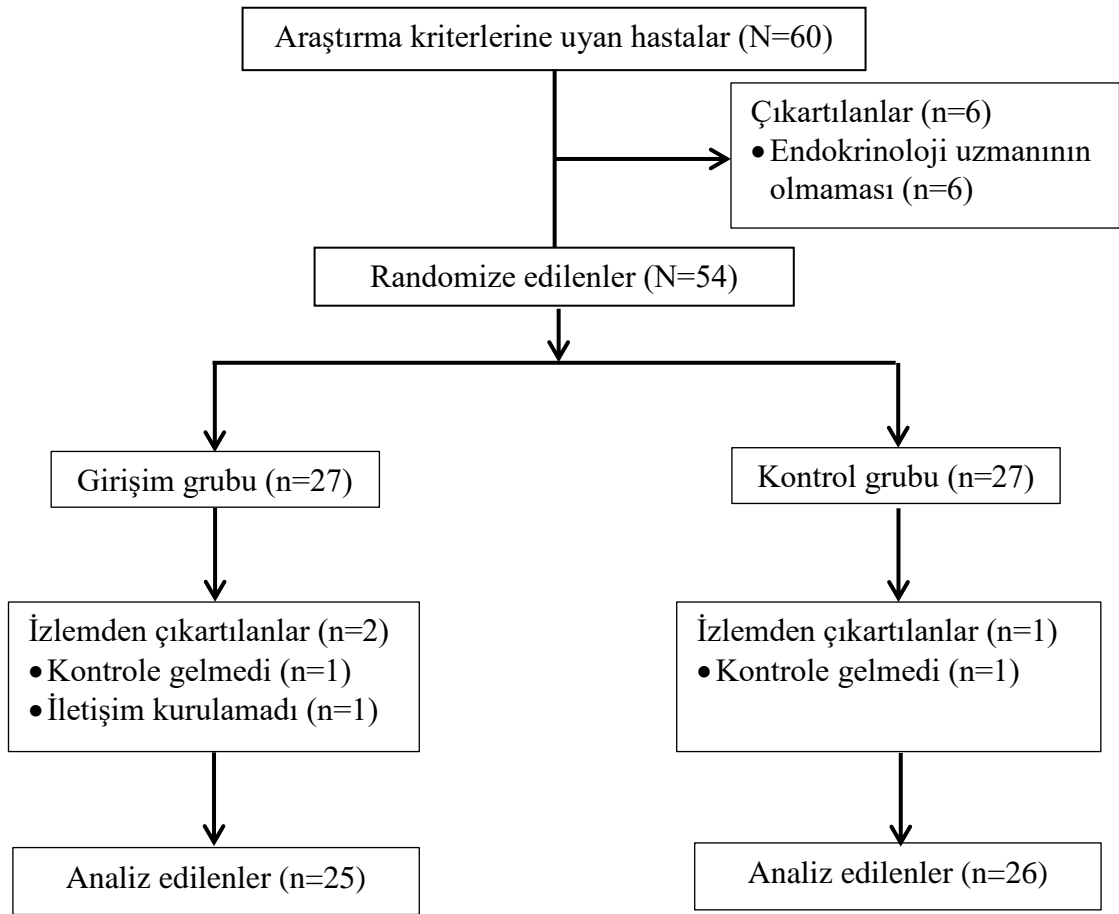 Araştırma kriterlerine uyan hastalar (N=60)
Çıkartılanlar (n=6)
• Endokrinoloji uzmanının
olmaması (n=6)
Randomize edilenler (N=54)
Girişim grubu (n=27)
Kontrol grubu (n=27)
İzlemden çıkartılanlar (n=2)
• Kontrole gelmedi (n=1)
• İletişim kurulamadı (n=1)
İzlemden çıkartılanlar (n=1)
• Kontrole gelmedi (n=1)
Analiz edilenler (n=25)
Analiz edilenler (n=26)